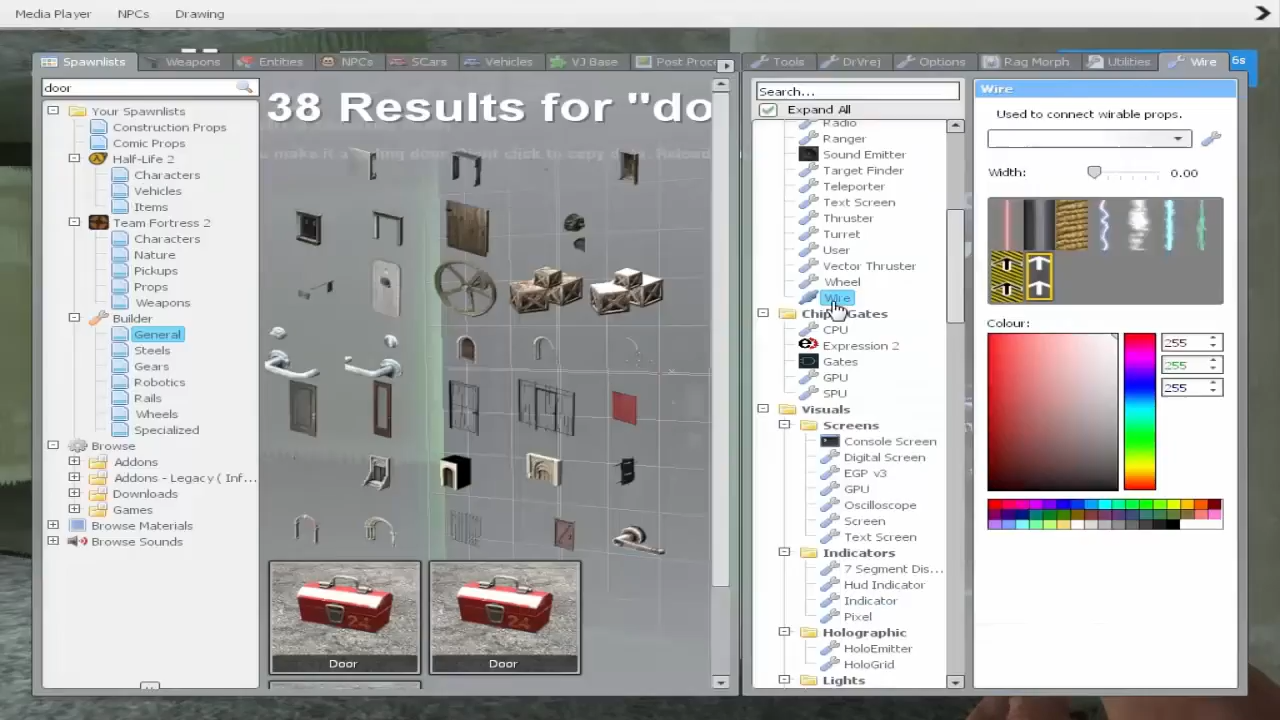 Media Player NPCs Drawing
Spawnlists Weapons Entities NPCs SCars Vehicles VJ Base Post Proce
door
38 Results for "do
Your Spawnlists
Construction Props
Comic Props
Half-Life 2
Characters
Vehicles
Items
Team Fortress 2
Characters
Nature
Pickups
Props
Weapons
Builder
General
Steels
Gears
Robotics
Rails
Wheels
Specialized
Browse
Addons
Addons - Legacy ( Inf...
Downloads
Games
Browse Materials
Browse Sounds
Door Door
Tools DrVrej Options Rag Morph Utilities Wire 6s
Search...
Expand All
Radio
Ranger
Sound Emitter
Target Finder
Teleporter
Text Screen
Thruster
Turret
User
Vector Thruster
Wheel
Wire
Gates
CPU
Expression 2
Gates
GPU
SPU
Visuals
Screens
Console Screen
Digital Screen
EGP v3
GPU
Oscilloscope
Screen
Text Screen
Indicators
7 Segment Dis...
Hud Indicator
Indicator
Pixel
Holographic
HoloEmitter
HoloGrid
Lights
Wire
Used to connect wirable props.
Width: 0.00
Colour:
255
255
255